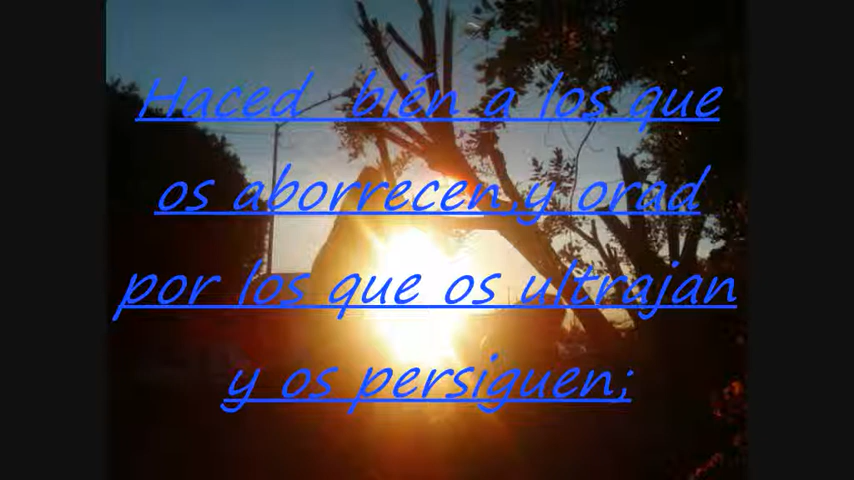 Haced bién a los que
os aborrecen,y orad
por los que os ultrajan
y os persiguen;